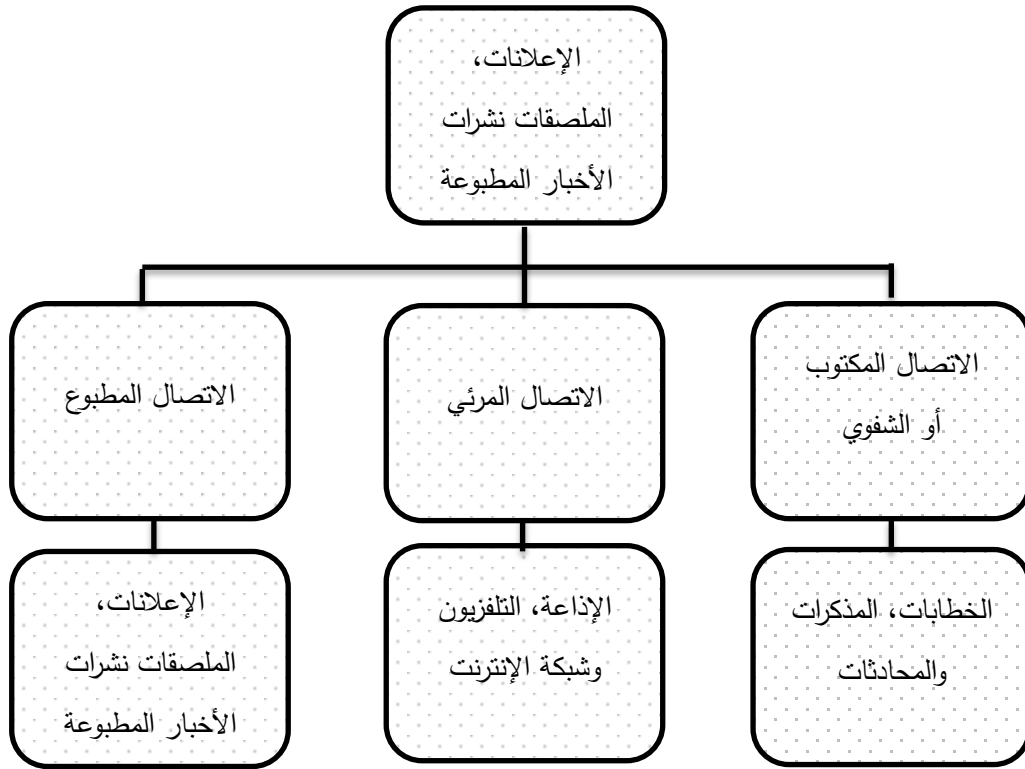 الإعلانات،
الملصقات نشرات
الأخبار المطبوعة
الاتصال المكتوب
أو الشفوي
الاتصال المرئي
الاتصال المطبوع
الخطابات، المذكرات
والمحادثات
الإذاعة، التلفزيون
وشبكة الإنترنت
الإعلانات،
الملصقات نشرات
الأخبار المطبوعة